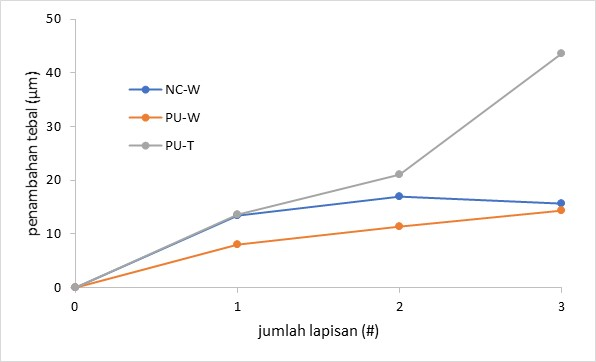 50
40
30
20
10
0
penambahan tebal (μm)
NC-W
PU-W
PU-T
0 1 2 3
jumlah lapisan (#)